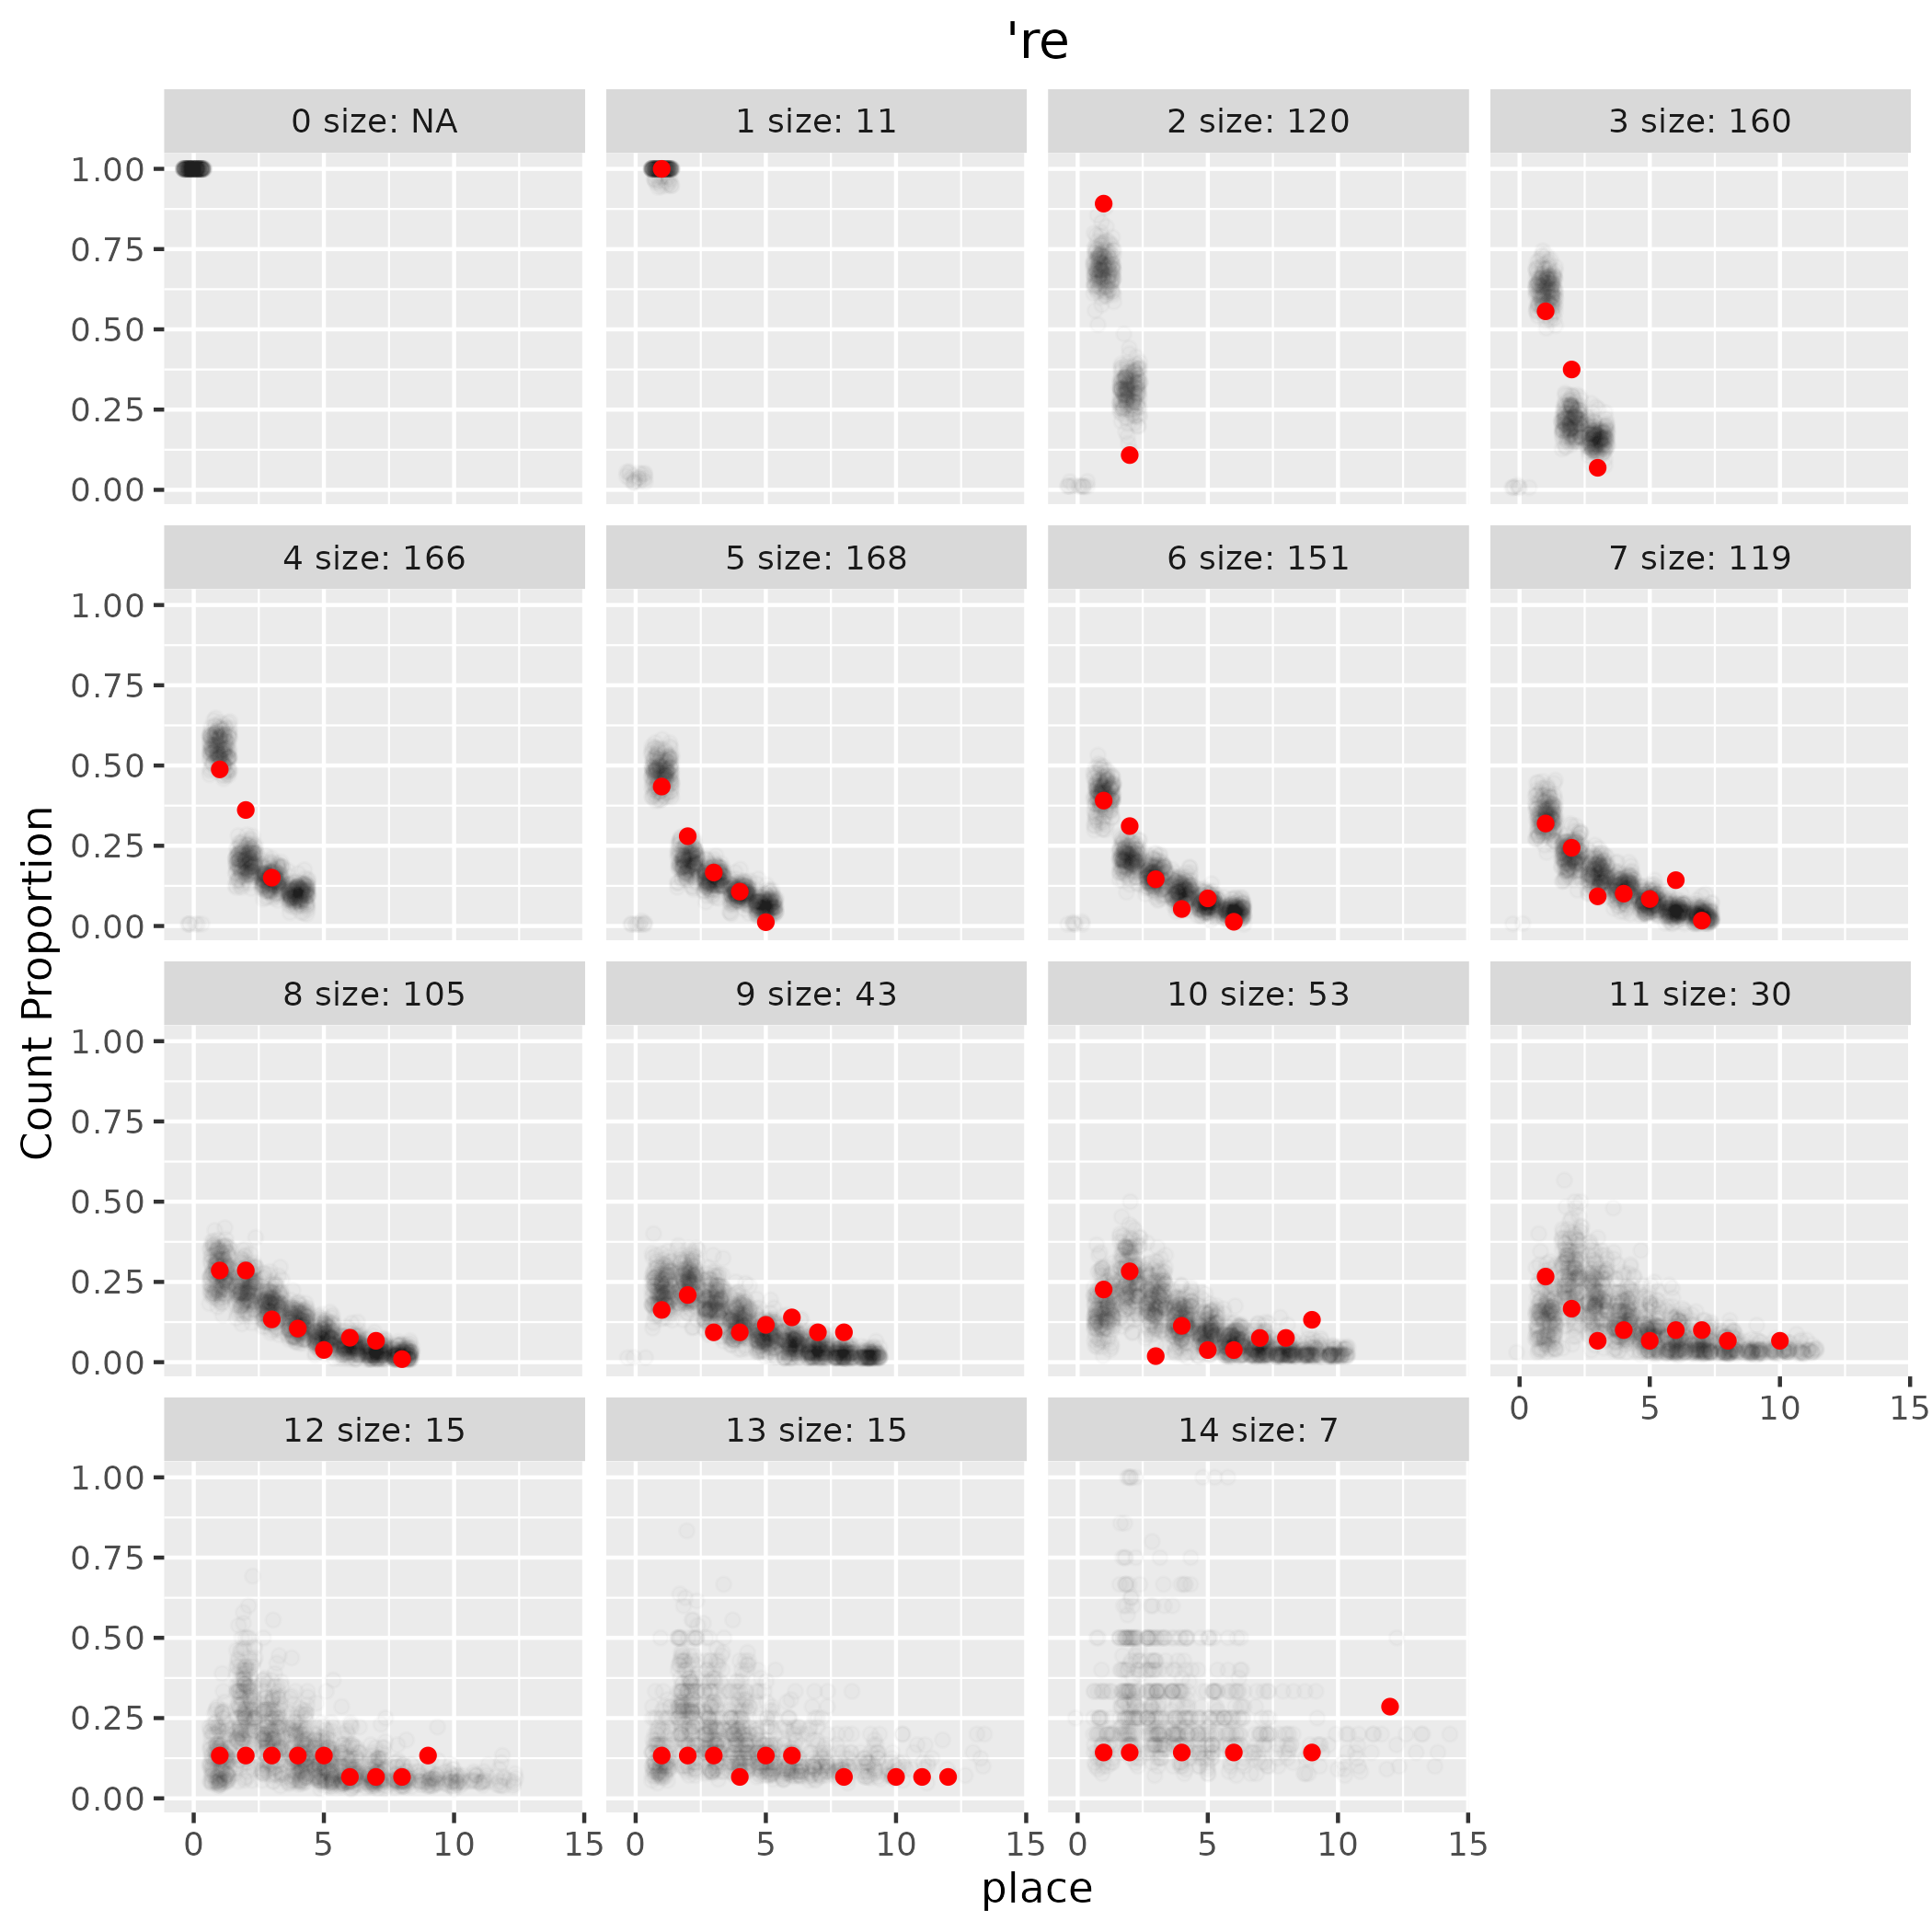 're
0 size: NA
1 size: 11
2 size: 120
3 size: 160
1.00
0.75
0.50
0.25
0.00
4 size: 166
5 size: 168
6 size: 151
7 size: 119
1.00
0.75
0.50
0.25
0.00
Count Proportion
8 size: 105
9 size: 43
10 size: 53
11 size: 30
1.00
0.75
0.50
0.25
0.00
0 5 10 15
12 size: 15
13 size: 15
14 size: 7
1.00
0.75
0.50
0.25
0.00
0 5 10 15
0 5 10 15
0 5 10 15
place